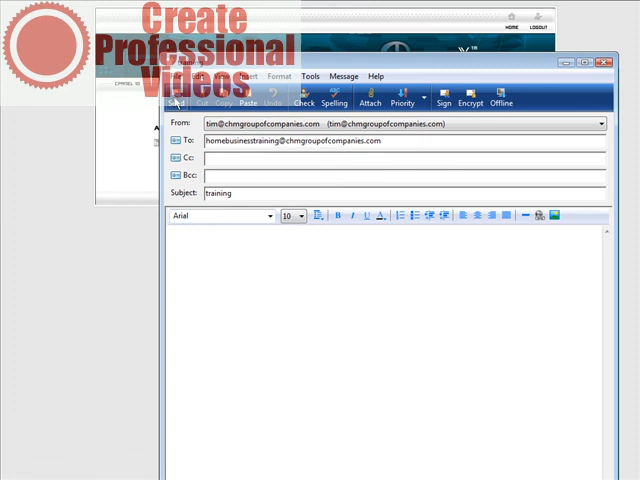 Create
Professional
Videos
HOME LOGOUT
Training
File Edit View Insert Format Tools Message Help
Send Cut Copy Paste Undo Check Spelling Attach Priority Sign Encrypt Offline
From: tim@chmgroupofcompanies.com (tim@chmgroupofcompanies.com)
To: homebusinesstraining@chmgroupofcompanies.com
Cc:
Bcc:
Subject: training
Arial 10 B I U A